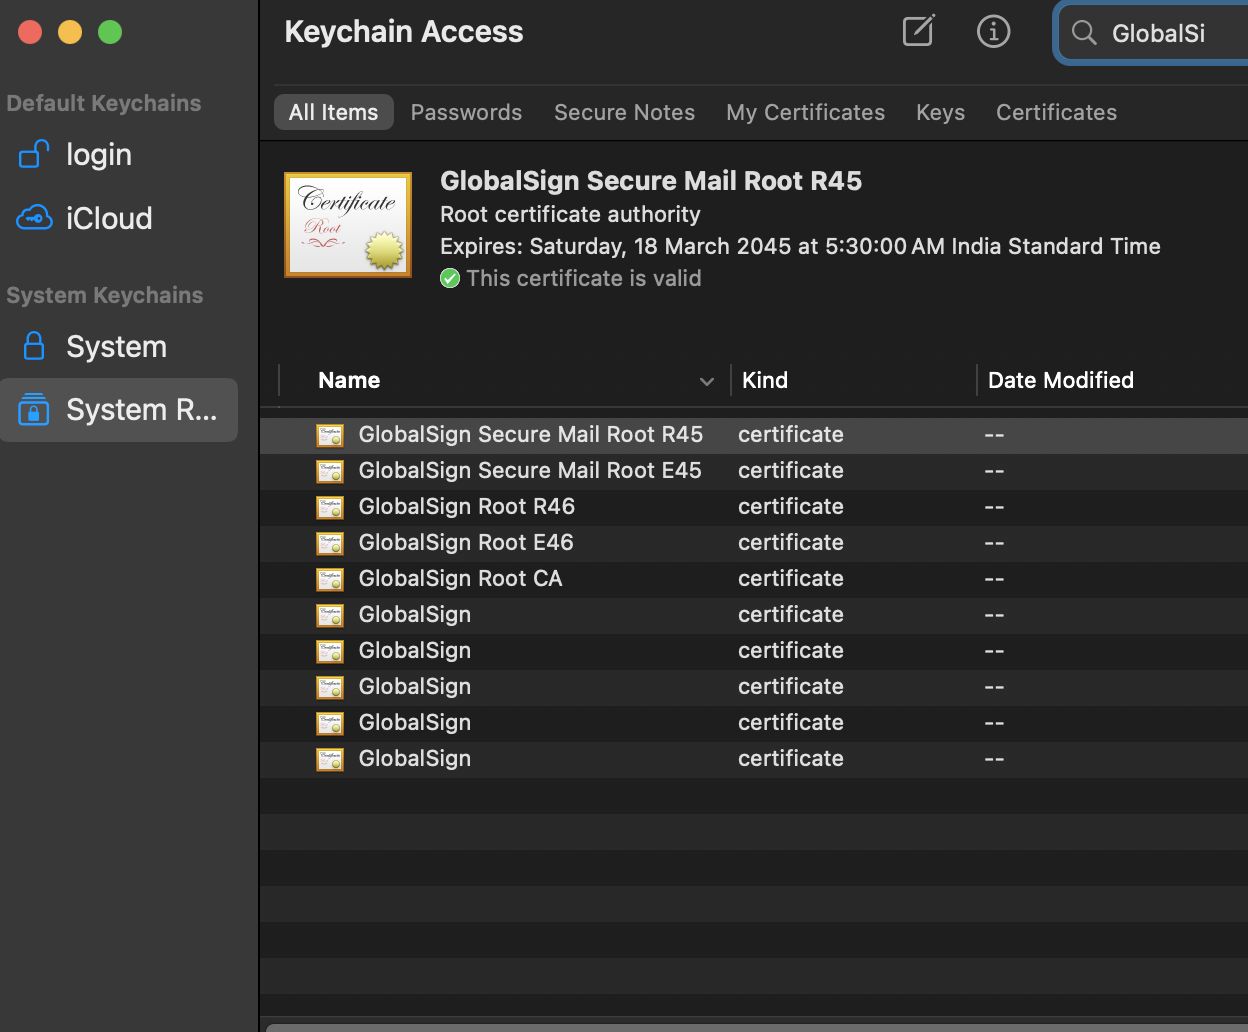 Keychain Access
GlobalSi
Default Keychains
login
iCloud
System Keychains
System
System R...
All Items
Passwords
Secure Notes
My Certificates
Keys
Certificates
Certificate
Root
GlobalSign Secure Mail Root R45
Root certificate authority
Expires: Saturday, 18 March 2045 at 5:30:00 AM India Standard Time
This certificate is valid
Name Kind Date Modified
GlobalSign Secure Mail Root R45 certificate --
GlobalSign Secure Mail Root E45 certificate --
GlobalSign Root R46 certificate --
GlobalSign Root E46 certificate --
GlobalSign Root CA certificate --
GlobalSign certificate --
GlobalSign certificate --
GlobalSign certificate --
GlobalSign certificate --
GlobalSign certificate --